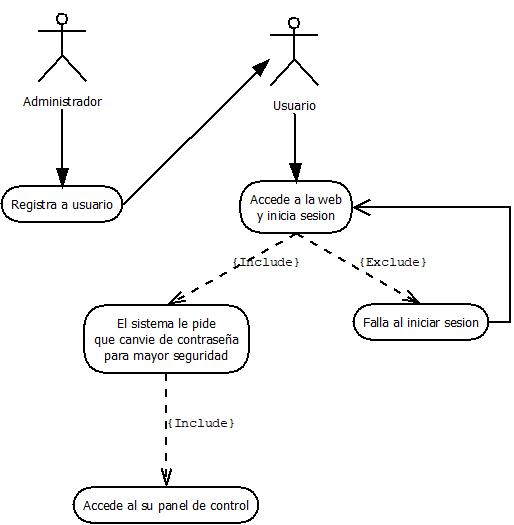 Administrador
Usuario
Registra a usuario
Accede a la web
y inicia sesion
{Include}
{Exclude}
El sistema le pide
que canvie de contraseña
para mayor seguridad
Falla al iniciar sesion
{Include}
Accede al su panel de control